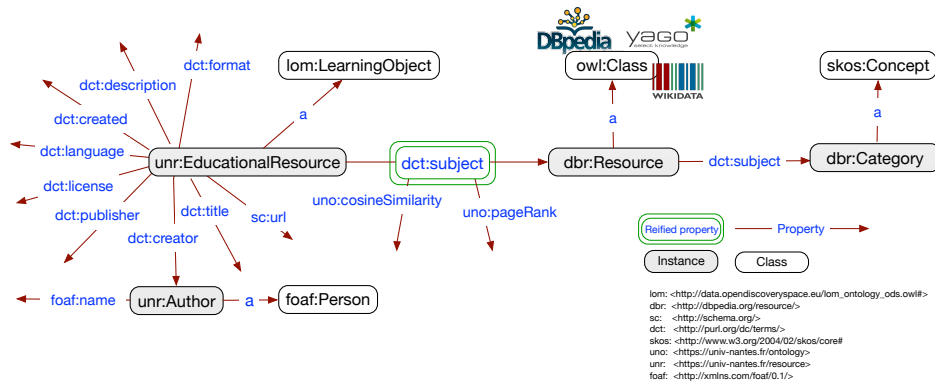 DBpedia
yago
select knowledge
dct:format
lom:LearningObject
owl:Class
WIKIDATA
skos:Concept
dct:description
dct:created
a
a
a
dct:language
unr:EducationalResource
dct:subject
dbr:Resource
dct:subject
dbr:Category
dct:license
dct:publisher
dct:title
sc:url
uno:cosineSimilarity
uno:pageRank
dct:creator
Reified property
Property
Instance
Class
foaf:name
unr:Author
a
foaf:Person
lom: <http://data.opendiscoveryspace.eu/lom_ontology_ods.owl#>
dbr: <http://dbpedia.org/resource/>
sc: <http://schema.org/>
dct: <http://purl.org/dc/terms/>
skos: <http://www.w3.org/2004/02/skos/core#
uno: <https://univ-nantes.fr/ontology>
unr: <https://univ-nantes.fr/resource>
foaf: <http://xmlns.com/foaf/0.1/>